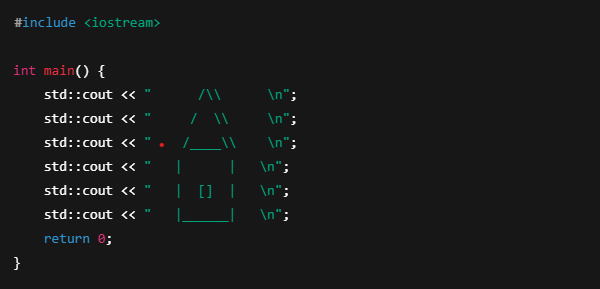 #include <iostream>

int main() {
    std::cout << "      /\\      \n";
    std::cout << "     /  \\     \n";
    std::cout << "    /____\\    \n";
    std::cout << "   |      |   \n";
    std::cout << "   |  []  |   \n";
    std::cout << "   |______|   \n";
    return 0;
}